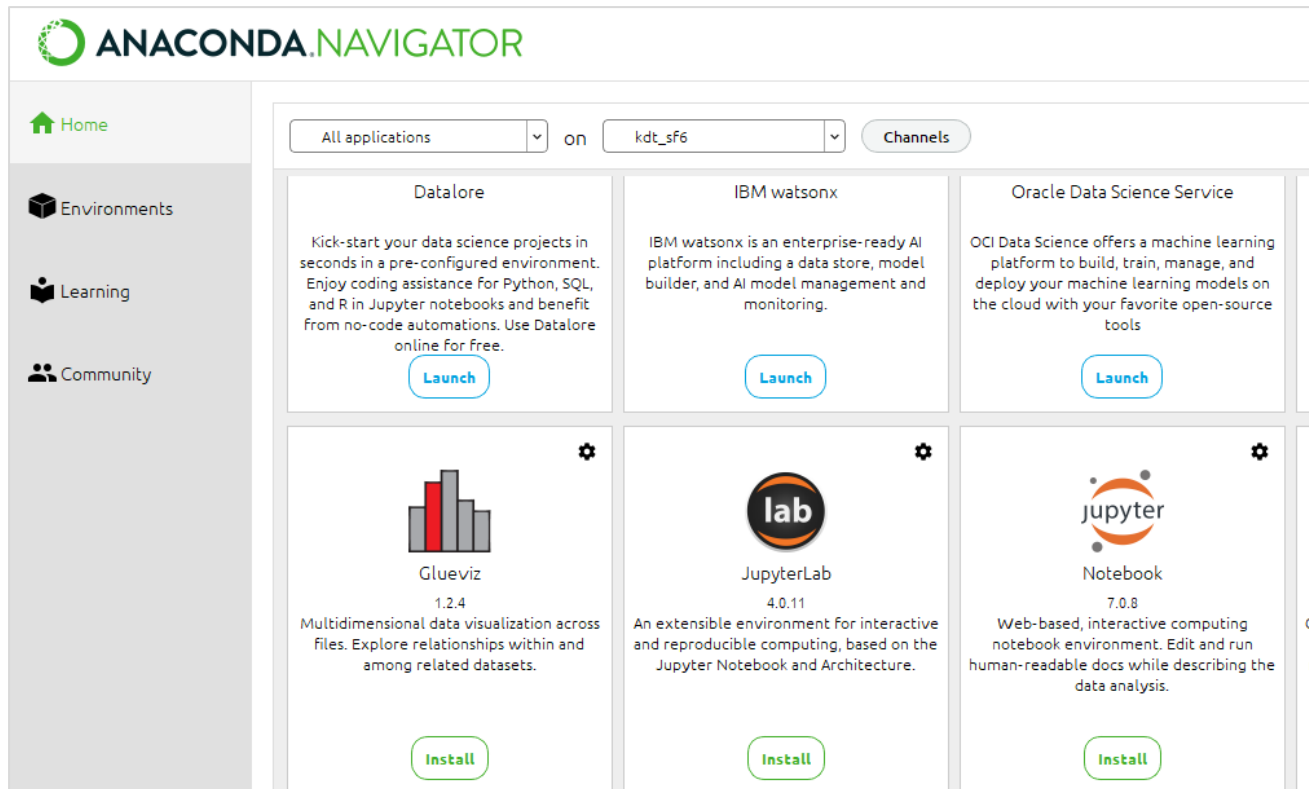 ANACONDA.NAVIGATOR
Home
Environments
Learning
Community
All applications
on
kdt_sf6
Channels
Datalore
Kick-start your data science projects in
seconds in a pre-configured environment.
Enjoy coding assistance for Python, SQL,
and R in Jupyter notebooks and benefit
from no-code automations. Use Datalore
online for free.
Launch
IBM watsonx
IBM watsonx is an enterprise-ready AI
platform including a data store, model
builder, and AI model management and
monitoring.
Launch
Oracle Data Science Service
OCI Data Science offers a machine learning
platform to build, train, manage, and
deploy your machine learning models on
the cloud with your favorite open-source
tools
Launch
Glueviz
1.2.4
Multidimensional data visualization across
files. Explore relationships within and
among related datasets.
Install
lab
JupyterLab
4.0.11
An extensible environment for interactive
and reproducible computing, based on the
Jupyter Notebook and Architecture.
Install
jupyter
Notebook
7.0.8
Web-based, interactive computing
notebook environment. Edit and run
human-readable docs while describing the
data analysis.
Install